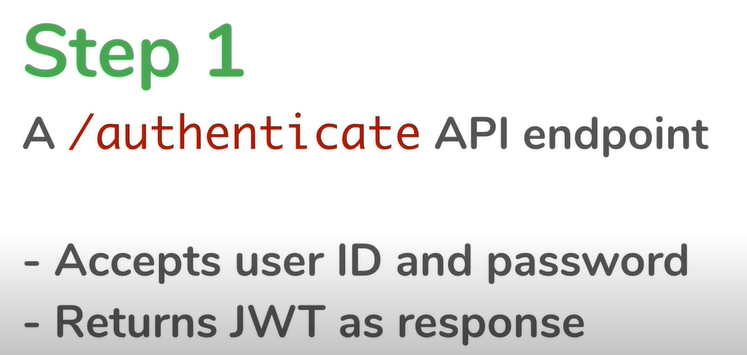 Step 1
A /authenticate API endpoint
- Accepts user ID and password
- Returns JWT as response